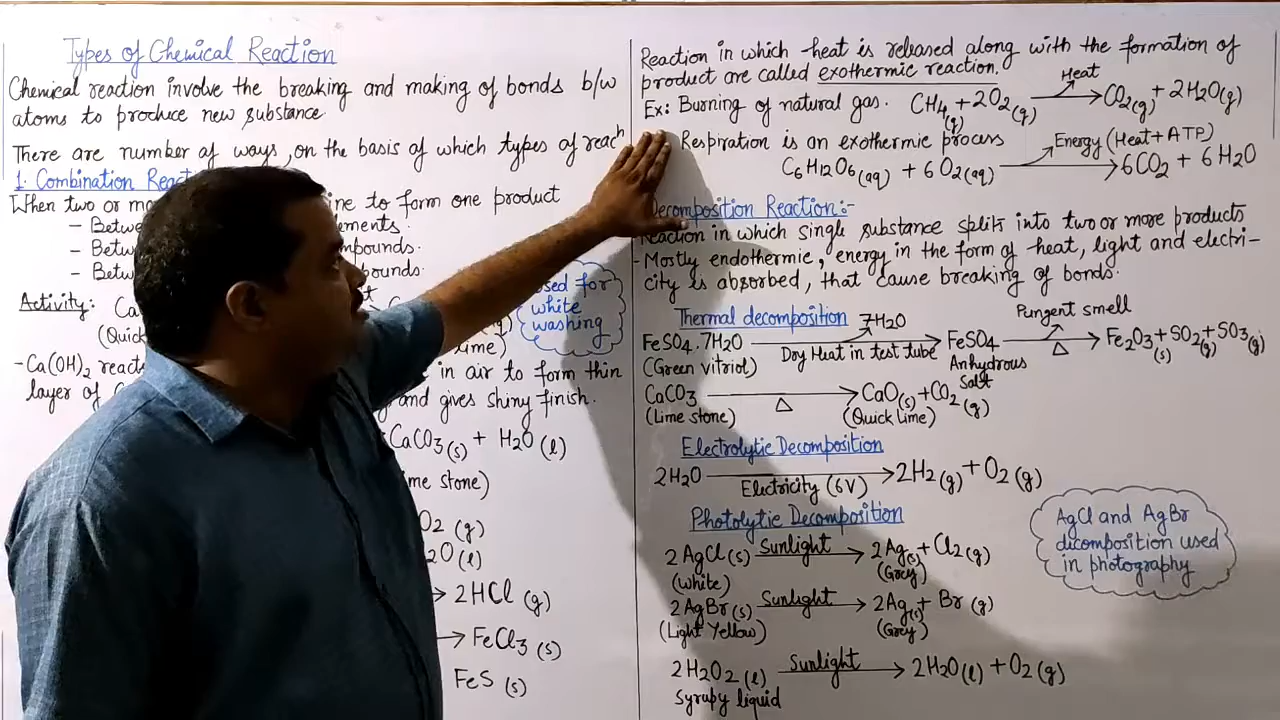 Types of Chemical Reaction
Chemical reaction involve the breaking and making of bonds b/w
atoms to produce new substance.
There are number of ways, on the basis of which types of reacⁿ
1. Combination Reac
When two or mo ine to form one product
- Betwe ements.
- Betw pounds.
- Betw pounds.
Activity: Ca
(Quick ime)
used for
white
washing
- Ca(OH)2 reacts in air to form thin
layer of and gives shiny finish.
CaCO3(s) + H2O(l)
ime stone)
O2(g)
2O(l)
→ 2HCl(g)
→ FeCl3(s)
FeS(s)
Reaction in which heat is released along with the formation of
product are called exothermic reaction.
Ex: Burning of natural gas. CH4(g) + 2O2(g) → Heat CO2(g) + 2H2O(g)
Respiration is an exothermic process
C6H12O6(aq) + 6O2(aq) → Energy (Heat+ATP) 6CO2 + 6H2O
Decomposition Reaction:-
Reaction in which single substance splits into two or more products
- Mostly endothermic, energy in the form of heat, light and electri-
city is absorbed, that cause breaking of bonds.
Thermal decomposition
7H2O Pungent smell
FeSO4.7H2O → FeSO4 → Fe2O3(s) + SO2(g) + SO3(g)
(Green vitriol) Dry Heat in test tube Anhydrous Salt △
CaCO3 → CaO(s) + CO2(g)
(Lime stone) △ (Quick Lime)
Electrolytic Decomposition
2H2O → 2H2(g) + O2(g)
Electricity (6V)
Photolytic Decomposition
2AgCl(s) Sunlight → 2Ag(s) + Cl2(g)
(White) (Grey)
2AgBr(s) Sunlight → 2Ag(s) + Br(g)
(Light Yellow) (Grey)
2H2O2(l) Sunlight → 2H2O(l) + O2(g)
Syrupy liquid
AgCl and AgBr
dicomposition used
in photography